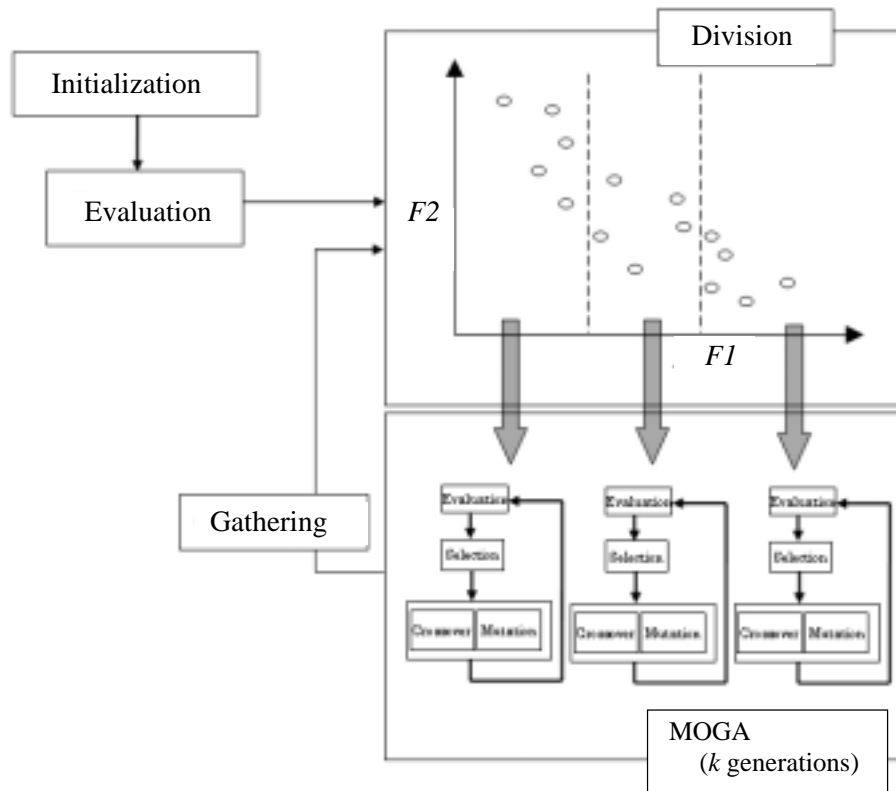 Division
Initialization
Evaluation
F2
F1
Gathering
Evaluation
Selection
Crossover Mutation
Evaluation
Selection
Crossover Mutation
Evaluation
Selection
Crossover Mutation
MOGA
(k generations)